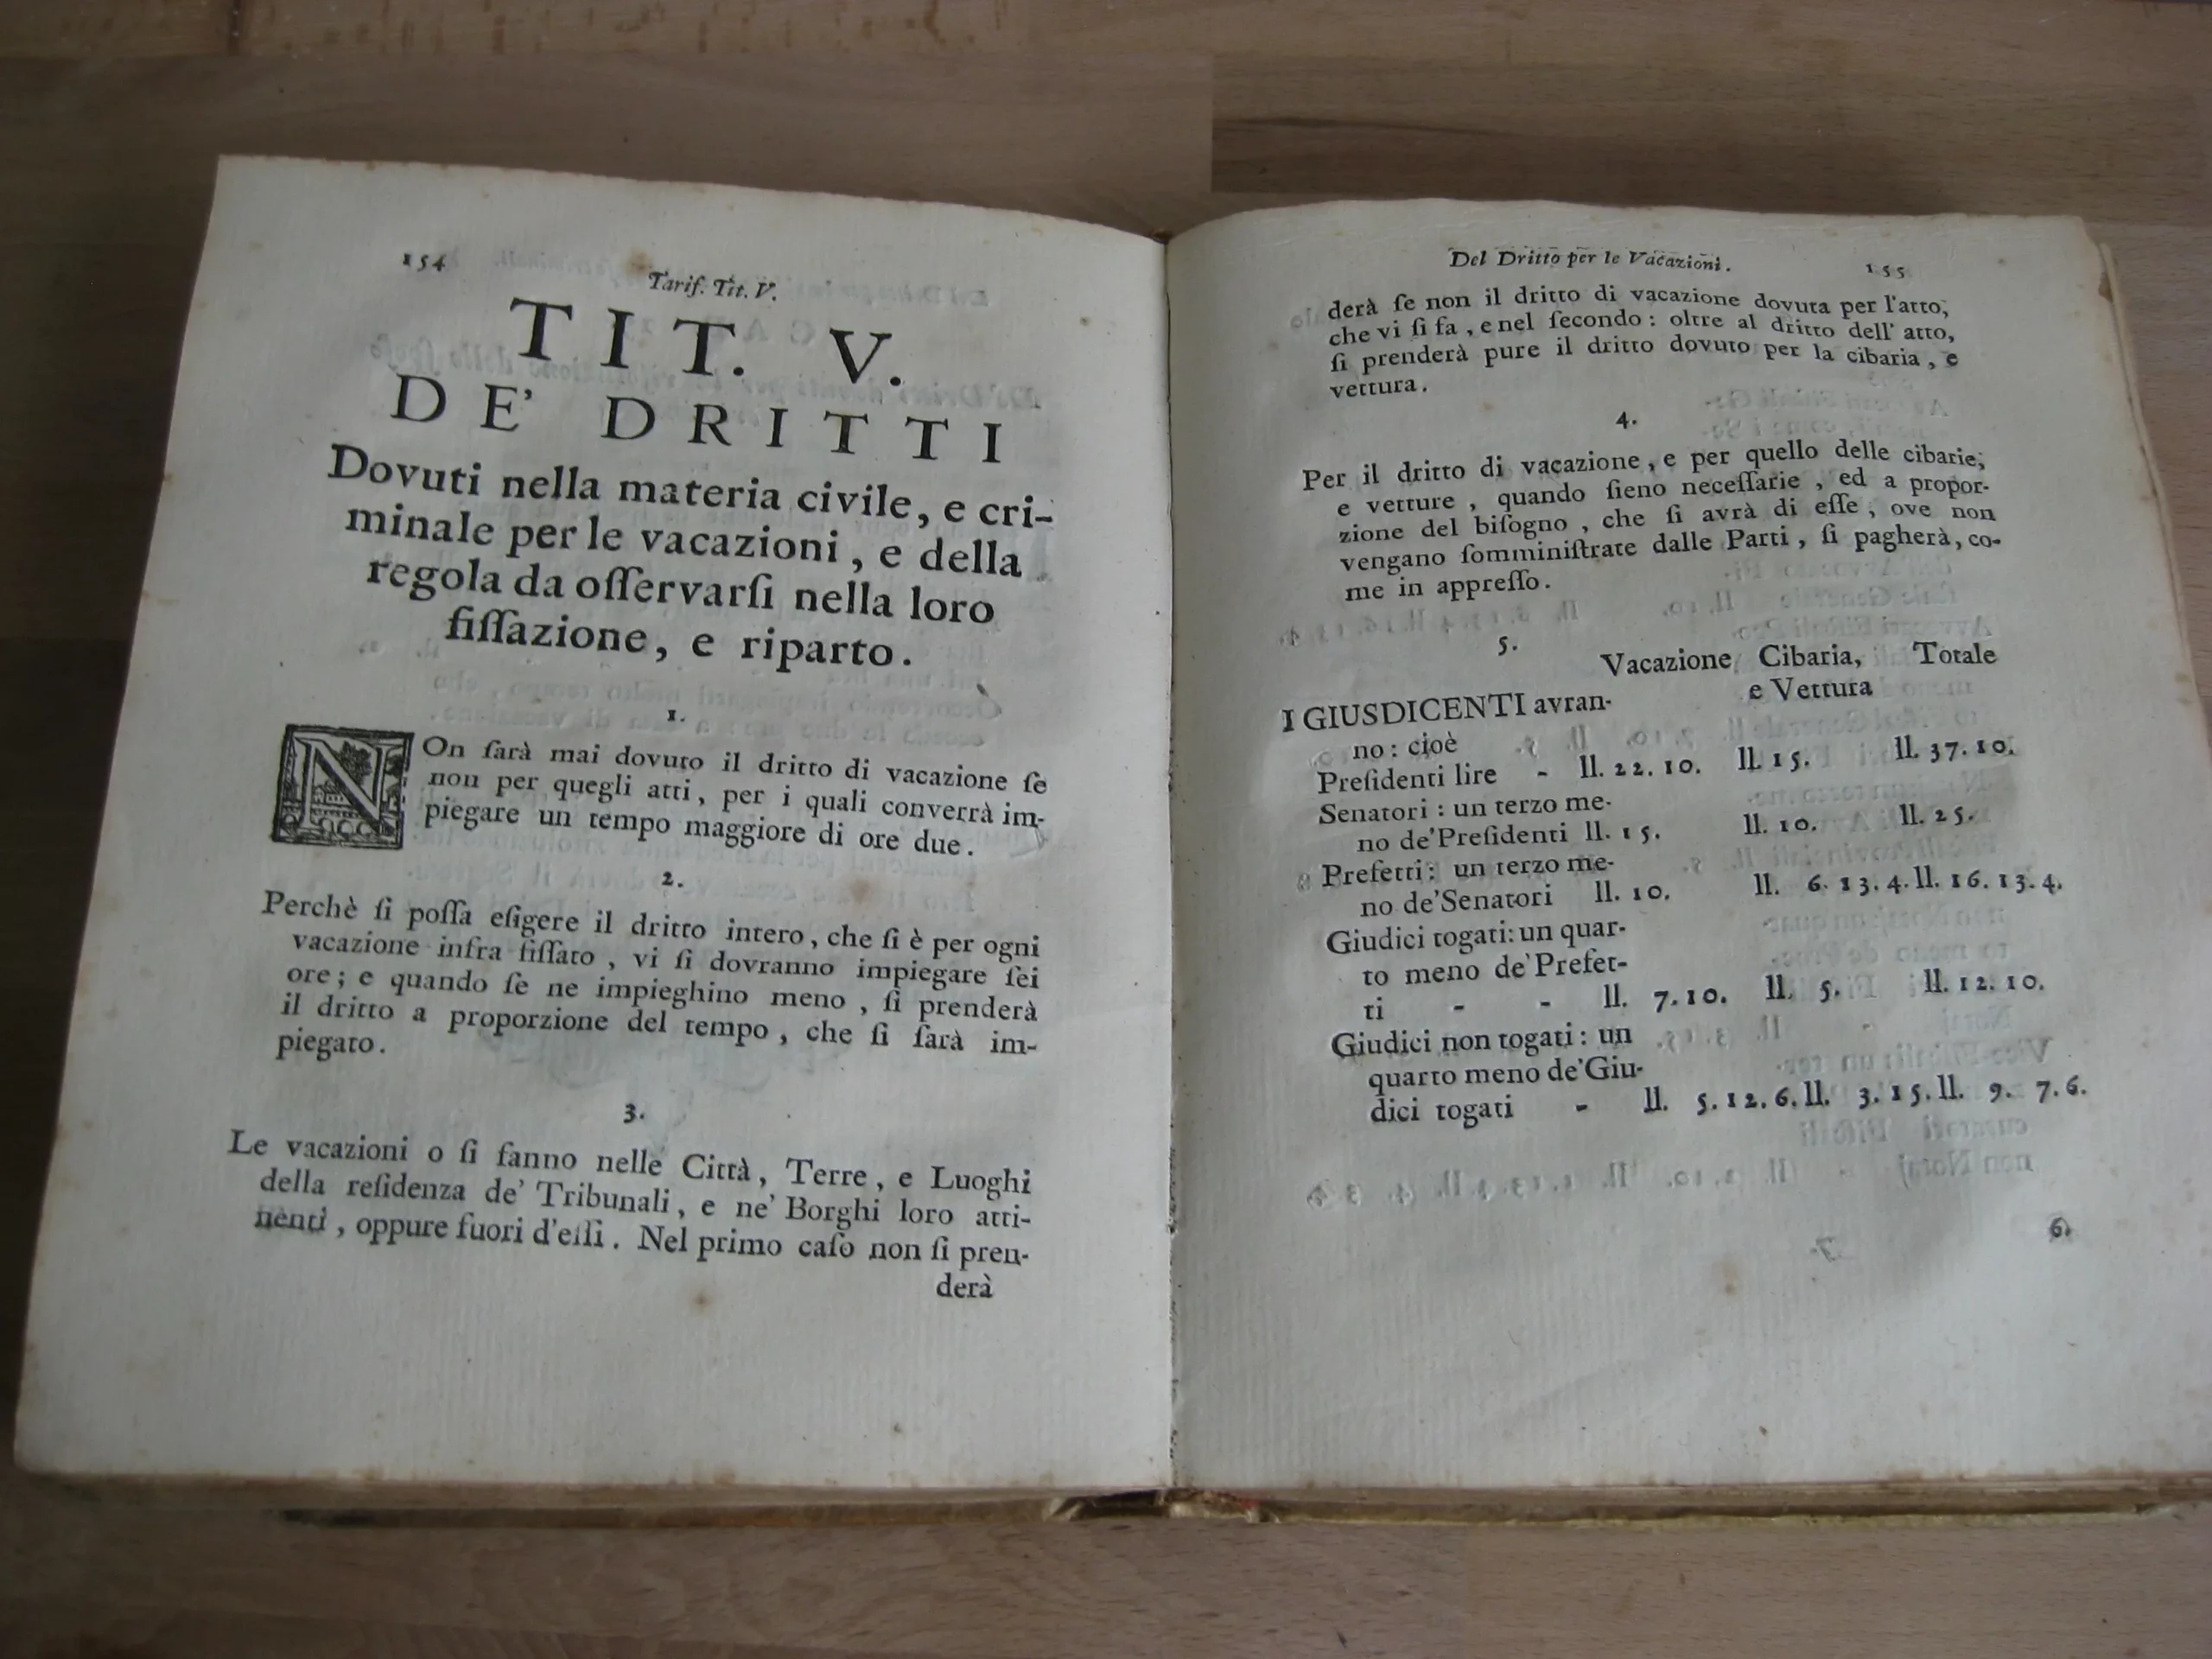 154
Tarif. Tit. V.
TIT. V.
DE' DRITTI
Dovuti nella materia civile, e cri-
minale per le vacazioni, e della
regola da oſſervarſi nella loro
fiſſazione, e riparto.
1.
NOn ſarà mai dovuto il dritto di vacazione ſe
non per quegli atti, per i quali converrà im-
piegare un tempo maggiore di ore due.
2.
Perchè ſi poſſa eſigere il dritto intero, che ſi è per ogni
vacazione infra fiſſato, vi ſi dovranno impiegare ſei
ore; e quando ſe ne impieghino meno, ſi prenderà
il dritto a proporzione del tempo, che ſi ſarà im-
piegato.
3.
Le vacazioni o ſi fanno nelle Città, Terre, e Luoghi
della reſidenza de' Tribunali, e ne' Borghi loro atti-
nenti, oppure fuori d'eſſi. Nel primo caſo non ſi pren-
derà
Del Dritto per le Vacazioni. 155
derà ſe non il dritto di vacazione dovuta per l'atto,
che vi ſi fa, e nel ſecondo: oltre al dritto dell' atto,
ſi prenderà pure il dritto dovuto per la cibaria, e
vettura.
4.
Per il dritto di vacazione, e per quello delle cibarie,
e vetture, quando ſieno neceſſarie, ed a propor-
zione del biſogno, che ſi avrà di eſſe, ove non
vengano ſomminiſtrate dalle Parti, ſi pagherà, co-
me in appreſſo.
5.
Vacazione Cibaria, Totale
e Vettura
I GIUSDICENTI avran-
no: cioè
Preſidenti lire - ll. 22. 10. ll. 15. ll. 37. 10.
Senatori: un terzo me-
no de' Preſidenti ll. 15. ll. 10. ll. 25.
Prefetti: un terzo me-
no de' Senatori ll. 10. ll. 6. 13. 4. ll. 16. 13. 4.
Giudici togati: un quar-
to meno de' Prefet-
ti - - ll. 7. 10. ll. 5. ll. 12. 10.
Giudici non togati: un
quarto meno de' Giu-
dici togati - ll. 5. 12. 6. ll. 3. 15. ll. 9. 7. 6.
6.